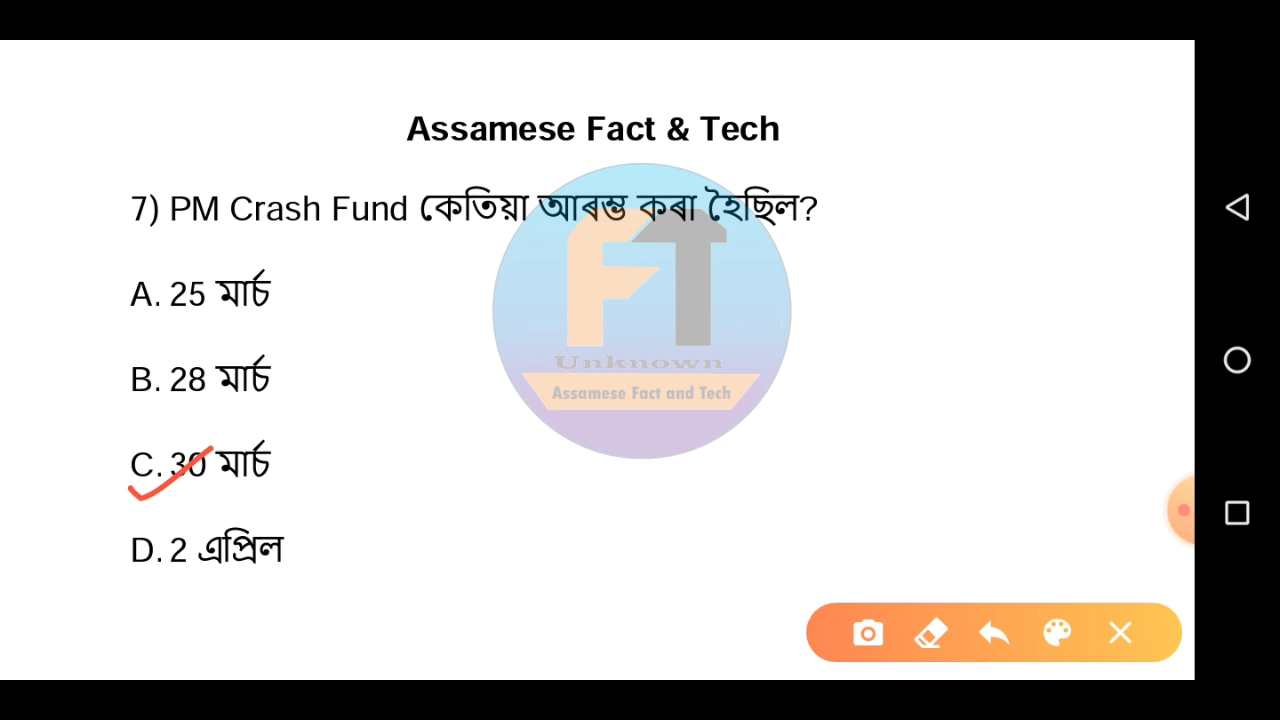 Assamese Fact & Tech
7) PM Crash Fund কেতিয়া আৰম্ভ কৰা হৈছিল?
A. 25 মার্চ
B. 28 মার্চ
C. 30 মার্চ
D. 2 এপ্রিল
FT
Unknown
Assamese Fact and Tech